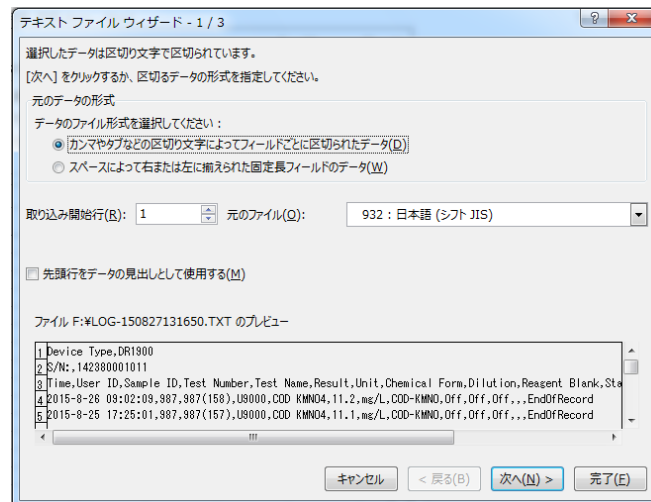 テキスト ファイル ウィザード - 1 / 3
選択したデータは区切り文字で区切られています。
[次へ] をクリックするか、区切るデータの形式を指定してください。
元のデータの形式
データのファイル形式を選択してください：
カンマやタブなどの区切り文字によってフィールドごとに区切られたデータ(D)
スペースによって右または左に揃えられた固定長フィールドのデータ(W)
取り込み開始行(R): 1 元のファイル(O): 932 : 日本語 (シフト JIS)
先頭行をデータの見出しとして使用する(M)
ファイル F:¥LOG-150827131650.TXT のプレビュー
1 Device Type,DR1900
2 S/N:,142380001011
3 Time,User ID,Sample ID,Test Number,Test Name,Result,Unit,Chemical Form,Dilution,Reagent Blank,Sta
4 2015-8-26 09:02:09,987,987(158),U9000,COD KMNO4,11.2,mg/L,COD-KMNO,Off,Off,Off,,,EndOfRecord
5 2015-8-25 17:25:01,987,987(157),U9000,COD KMNO4,11.1,mg/L,COD-KMNO,Off,Off,Off,,,EndOfRecord
キャンセル < 戻る(B) 次へ(N) > 完了(F)